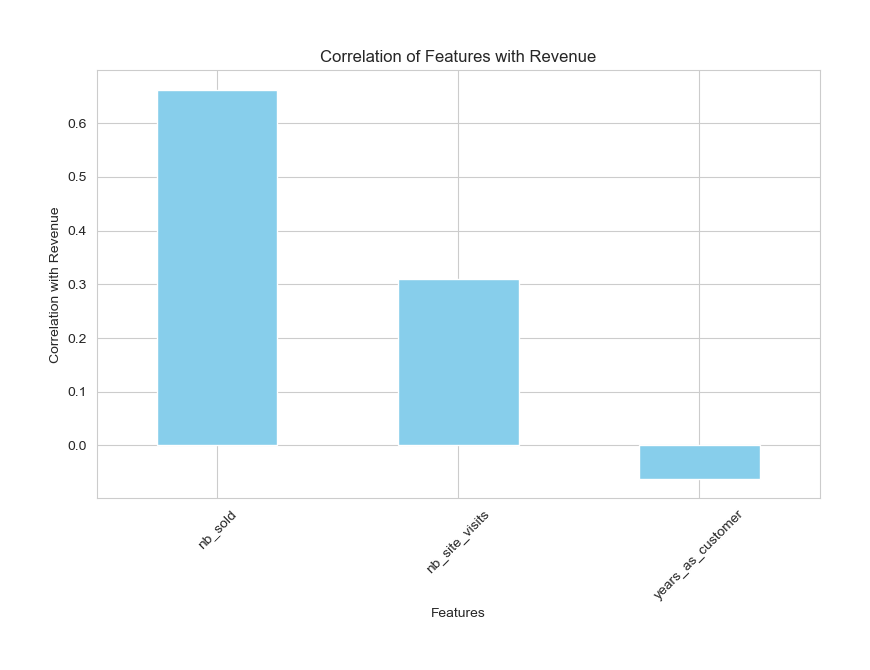 Correlation of Features with Revenue
Correlation with Revenue
0.6
0.5
0.4
0.3
0.2
0.1
0.0
nb_sold
nb_site_visits
years_as_customer
Features